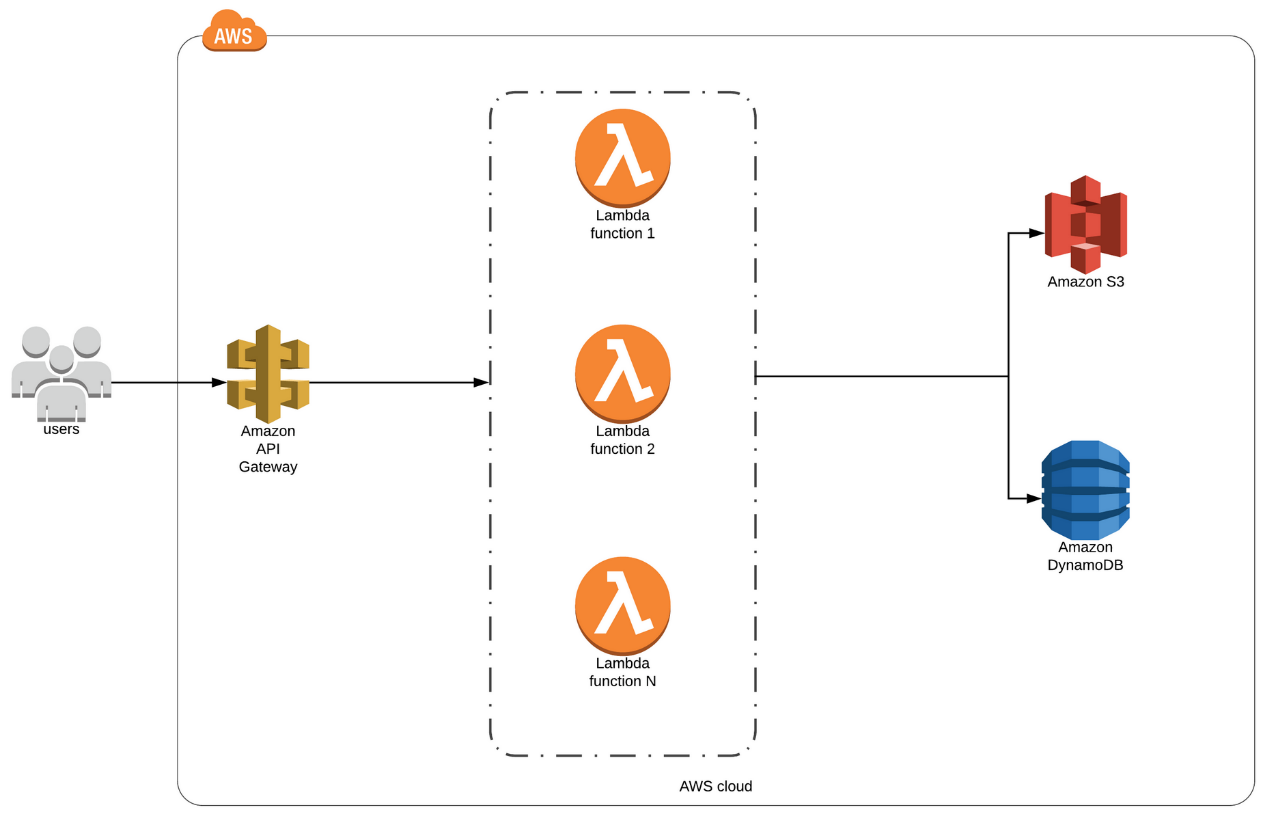 AWS
Lambda
function 1
Amazon S3
users
Amazon
API
Gateway
Lambda
function 2
Amazon
DynamoDB
Lambda
function N
AWS cloud